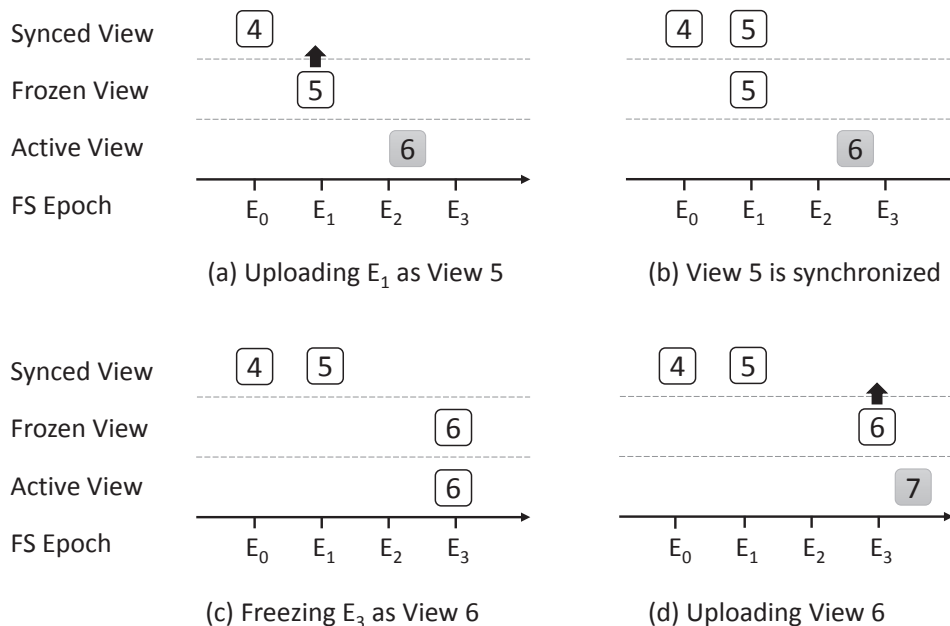 Synced View 4
Frozen View 5
Active View 6
FS Epoch E₀ E₁ E₂ E₃
(a) Uploading E₁ as View 5
4 5
5
6
E₀ E₁ E₂ E₃
(b) View 5 is synchronized
Synced View 4 5
Frozen View 6
Active View 6
FS Epoch E₀ E₁ E₂ E₃
(c) Freezing E₃ as View 6
4 5
6
7
E₀ E₁ E₂ E₃
(d) Uploading View 6